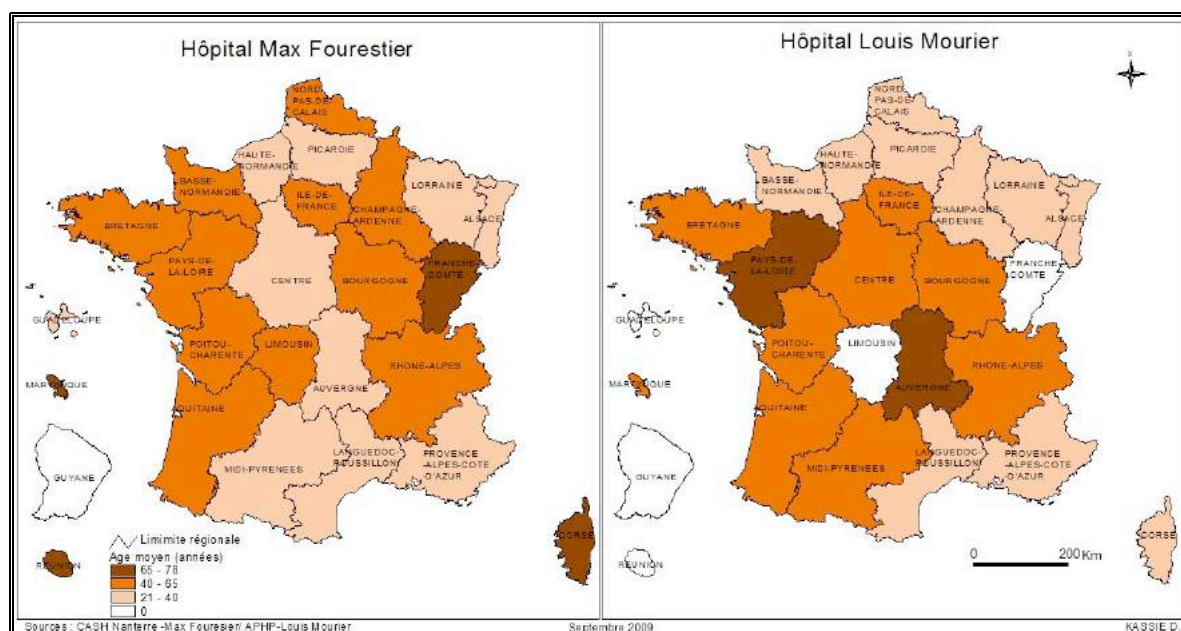 Hôpital Max Fourestier
NORD
PAS-DE-
CALAIS
HAUTE-
NORMANDIE
PICARDIE
BASSE-
NORMANDIE
ILE-DE-
FRANCE
CHAMPAGNE
ARDENNE
LORRAINE
ALSACE
BRETAGNE
PAYS-DE-
LA-LOIRE
CENTRE
BOURGOGNE
FRANCHE-
COMTE
GUADELOUPE
POITOU-
CHARENTE
LIMOUSIN
RHONE-ALPES
MARTINIQUE
AUVERGNE
AQUITAINE
MIDI-PYRENEES
LANGUEDOC-
ROUSSILLON
PROVENCE
-ALPES-COTE
-D'AZUR
GUYANE
REUNION
CORSE
Limimite régionale
Age moyen (années)
65 - 78
40 - 65
21 - 40
0
Hôpital Louis Mourier
NORD
PAS-DE-
CALAIS
HAUTE-
NORMANDIE
PICARDIE
BASSE-
NORMANDIE
ILE-DE-
FRANCE
CHAMPAGNE
ARDENNE
LORRAINE
ALSACE
BRETAGNE
PAYS-DE-
LA-LOIRE
CENTRE
BOURGOGNE
FRANCHE-
COMTE
GUADELOUPE
POITOU-
CHARENTE
LIMOUSIN
RHONE-ALPES
MARTINIQUE
AUVERGNE
AQUITAINE
MIDI-PYRENEES
LANGUEDOC-
ROUSSILLON
PROVENCE
-ALPES-COTE
-D'AZUR
GUYANE
REUNION
CORSE
0 200 Km
Sources : CASH Nanterre -Max Fouresier/ APHP-Louis Mourier
Septembre 2009
KASSIE D.